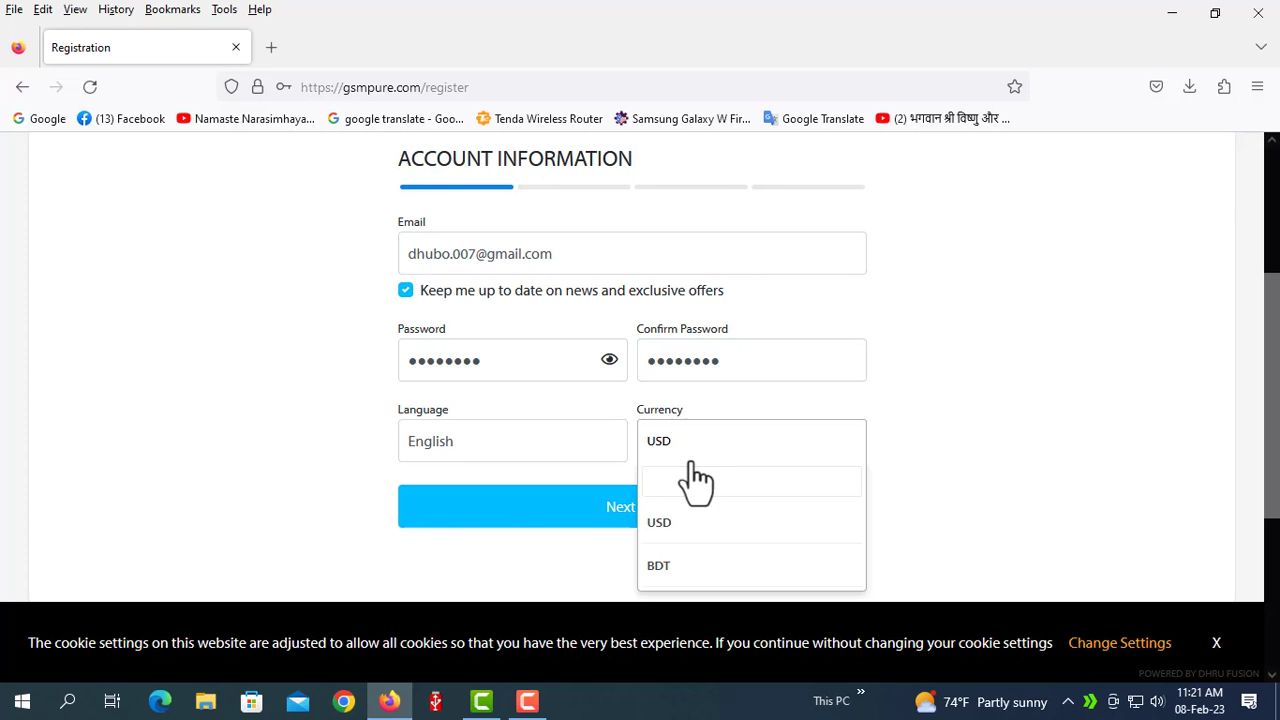 File Edit View History Bookmarks Tools Help
Registration
https://gsmpure.com/register
Google (13) Facebook Namaste Narasimhaya... google translate - Goo... Tenda Wireless Router Samsung Galaxy W Fir... Google Translate (2) भगवान श्री विष्णु और ...
ACCOUNT INFORMATION
Email
dhubo.007@gmail.com
Keep me up to date on news and exclusive offers
Password Confirm Password
Language Currency
English USD
Next
USD
BDT
The cookie settings on this website are adjusted to allow all cookies so that you have the very best experience. If you continue without changing your cookie settings Change Settings X
POWERED BY DHRU FUSION
This PC 74°F Partly sunny 11:21 AM
08-Feb-23